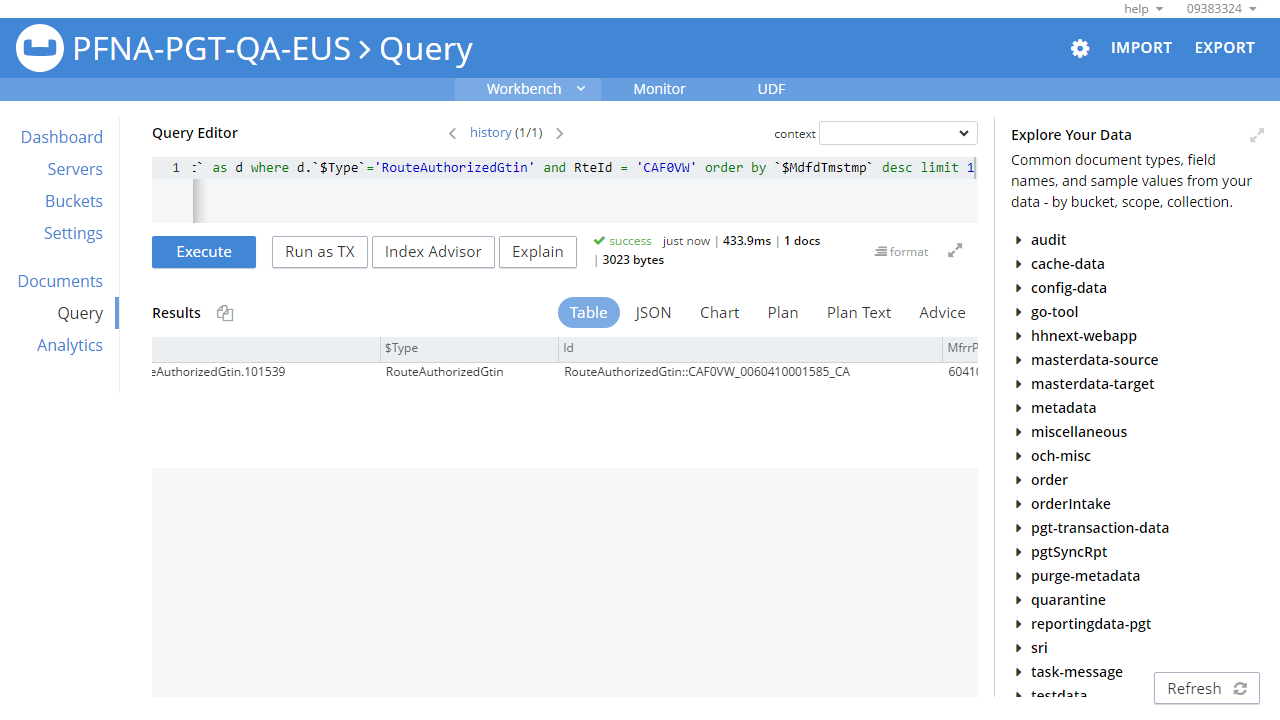 help
09383324
PFNA-PGT-QA-EUS > Query
IMPORT
EXPORT
Workbench
Monitor
UDF
Dashboard
Servers
Buckets
Settings
Documents
Query
Analytics
Query Editor
history (1/1)
context
1
` as d where d.`$Type`='RouteAuthorizedGtin' and RteId = 'CAF0VW' order by `$MdfdTmstmp` desc limit 1
Execute
Run as TX
Index Advisor
Explain
success just now | 433.9ms | 1 docs
| 3023 bytes
format
Results
Table
JSON
Chart
Plan
Plan Text
Advice
$Type
Id
MfrrP
eAuthorizedGtin.101539
RouteAuthorizedGtin
RouteAuthorizedGtin::CAF0VW_0060410001585_CA
6041
Explore Your Data
Common document types, field
names, and sample values from your
data - by bucket, scope, collection.
audit
cache-data
config-data
go-tool
hhnext-webapp
masterdata-source
masterdata-target
metadata
miscellaneous
och-misc
order
orderIntake
pgt-transaction-data
pgtSyncRpt
purge-metadata
quarantine
reportingdata-pgt
sri
task-message
testdata
Refresh